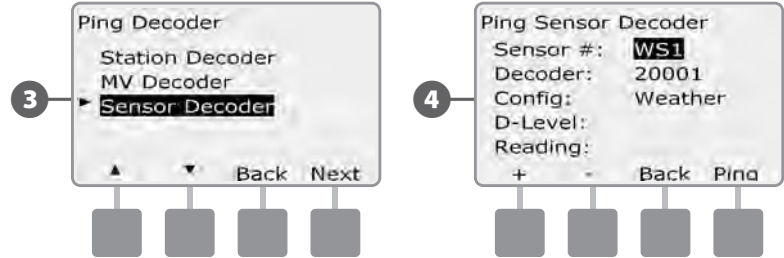 3
Ping Decoder
Station Decoder
MV Decoder
► Sensor Decoder
▲ ▼ Back Next
4
Ping Sensor Decoder
Sensor #: WS1
Decoder: 20001
Config: Weather
D-Level:
Reading:
+ - Back Ping